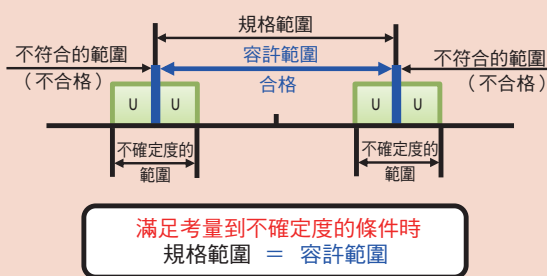 規格範圍
不符合的範圍
（不合格）
容許範圍
合格
不符合的範圍
（不合格）
U U
U U
不確定度的
範圍
不確定度的
範圍
滿足考量到不確定度的條件時
規格範圍 ＝ 容許範圍